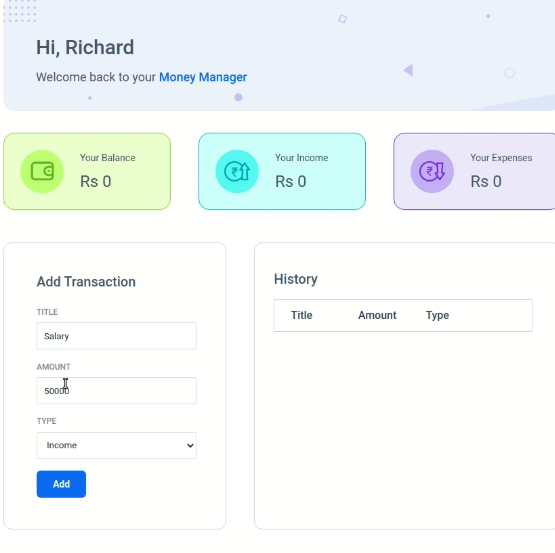 Hi, Richard
Welcome back to your Money Manager
Your Balance
Rs 0
Your Income
Rs 0
Your Expenses
Rs 0
Add Transaction
TITLE
Salary
AMOUNT
50000
TYPE
Income
Add
History
Title Amount Type